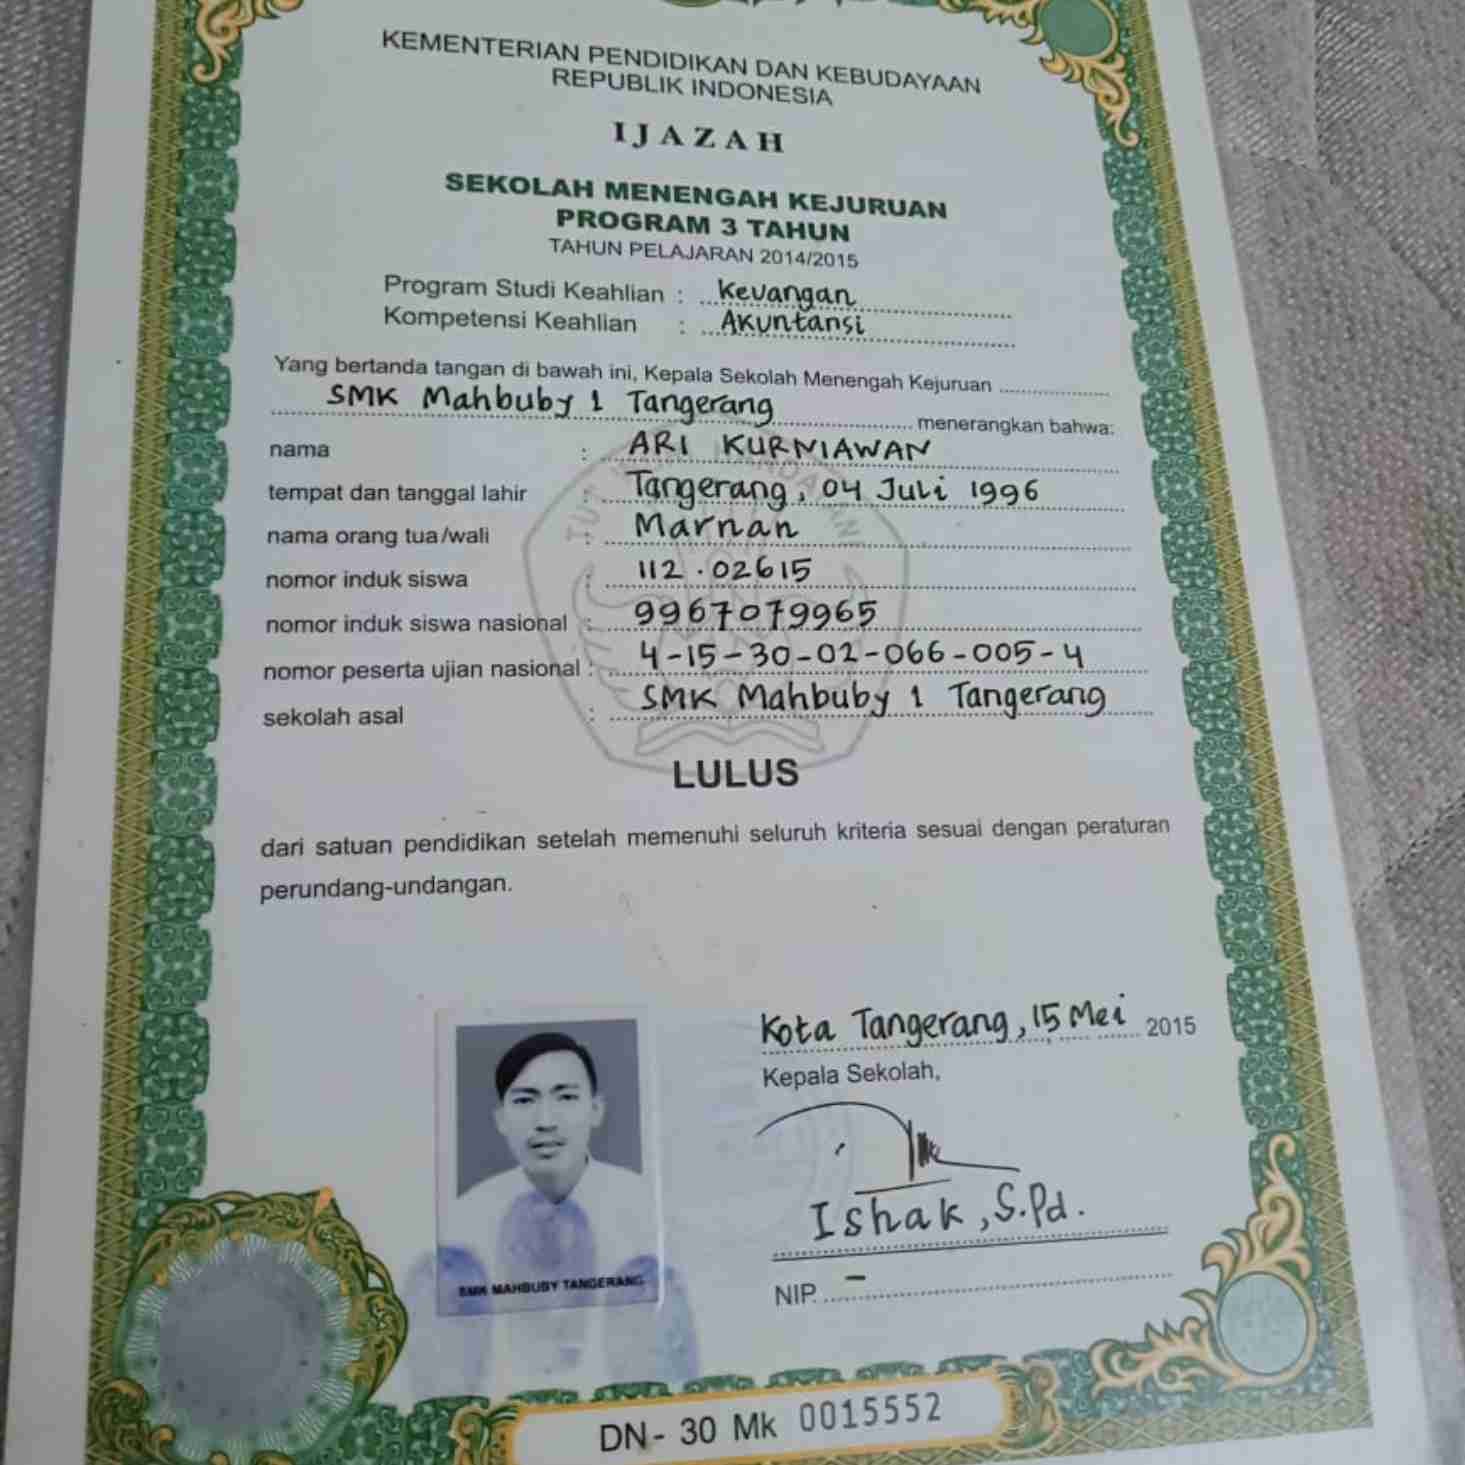 KEMENTERIAN PENDIDIKAN DAN KEBUDAYAAN
REPUBLIK INDONESIA
IJAZAH
SEKOLAH MENENGAH KEJURUAN
PROGRAM 3 TAHUN
TAHUN PELAJARAN 2014/2015
Program Studi Keahlian : Keuangan
Kompetensi Keahlian : Akuntansi
Yang bertanda tangan di bawah ini, Kepala Sekolah Menengah Kejuruan
SMK Mahbuby 1 Tangerang menerangkan bahwa:
nama : ARI KURNIAWAN
tempat dan tanggal lahir : Tangerang, 04 Juli 1996
nama orang tua/wali : Marnan
nomor induk siswa : 112.02615
nomor induk siswa nasional : 9967079965
nomor peserta ujian nasional : 4-15-30-02-066-005-4
sekolah asal : SMK Mahbuby 1 Tangerang
LULUS
dari satuan pendidikan setelah memenuhi seluruh kriteria sesuai dengan peraturan
perundang-undangan.
Kota Tangerang, 15 Mei 2015
Kepala Sekolah,
Ishak, S.Pd.
NIP. -
SMK MAHBUBY TANGERANG
DN- 30 Mk 0015552